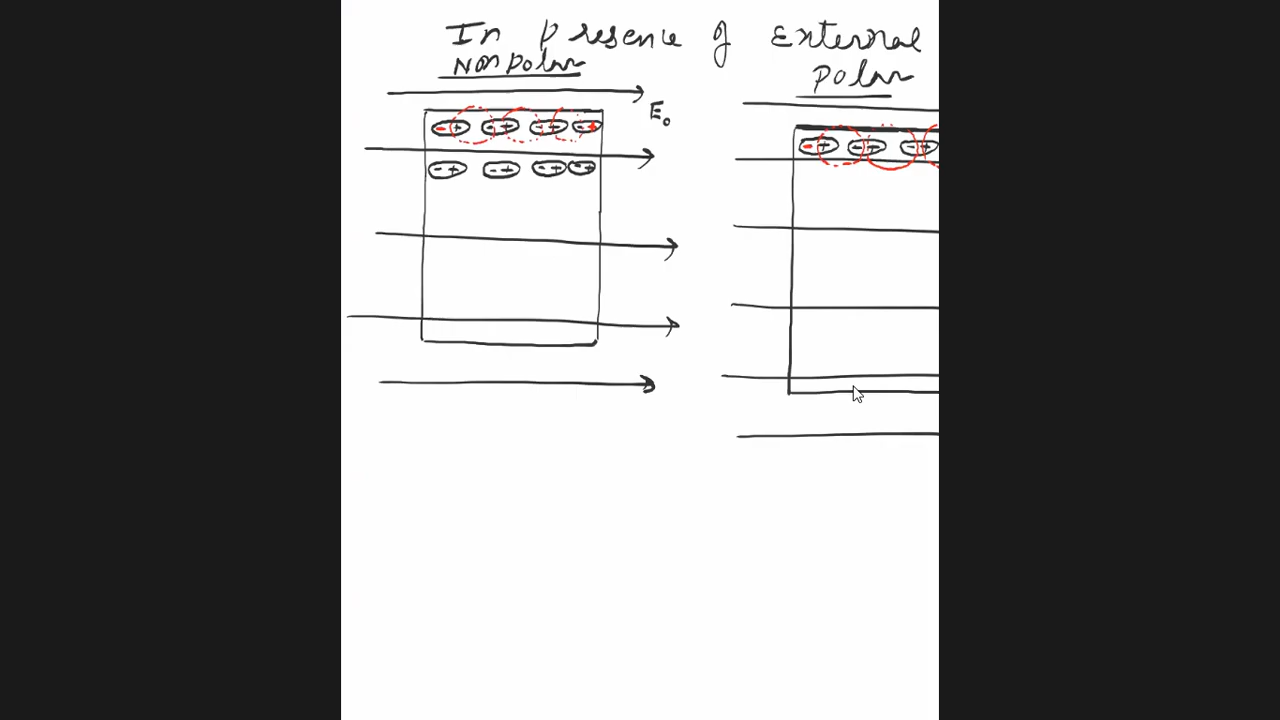 In presence of External
Non polar
polar
E₀
- + - + - + - +
- + - + - + - +
- + - + - +